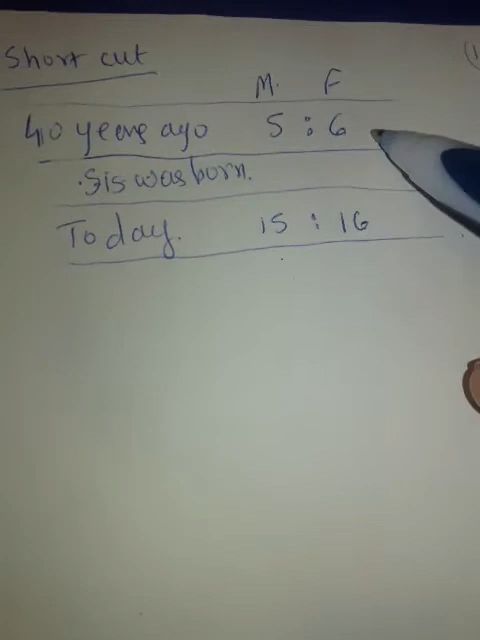 Short cut
M. F
40 years ago 5 : 6
.Sis was born.
Today. 15 : 16